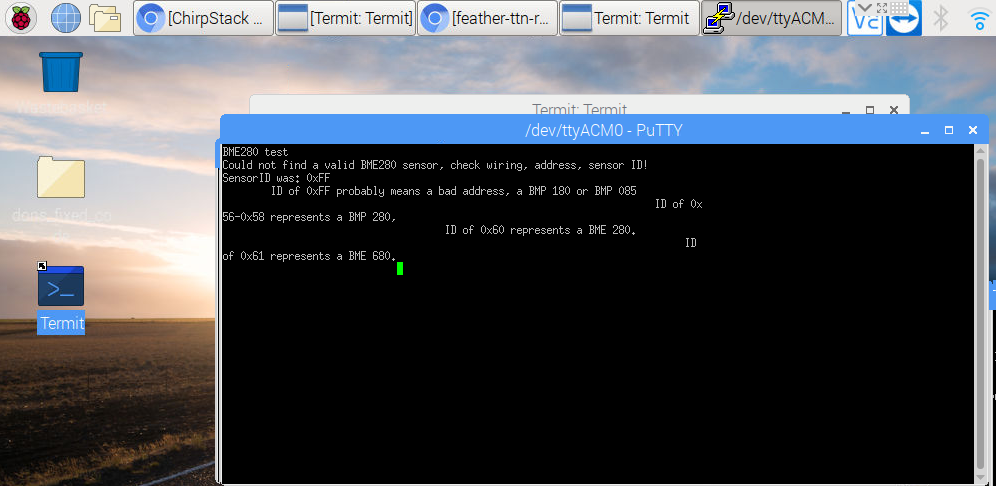 [ChirpStack ...
[Termit: Termit]
[feather-ttn-r...
Termit: Termit
/dev/ttyACM...
Wastebasket
Termit: Termit
/dev/ttyACM0 - PuTTY
BME280 test
Could not find a valid BME280 sensor, check wiring, address, sensor ID!
SensorID was: 0xFF
ID of 0xFF probably means a bad address, a BMP 180 or BMP 085
ID of 0x
56-0x58 represents a BMP 280,
ID of 0x60 represents a BME 280.
ID
of 0x61 represents a BME 680.
Termit